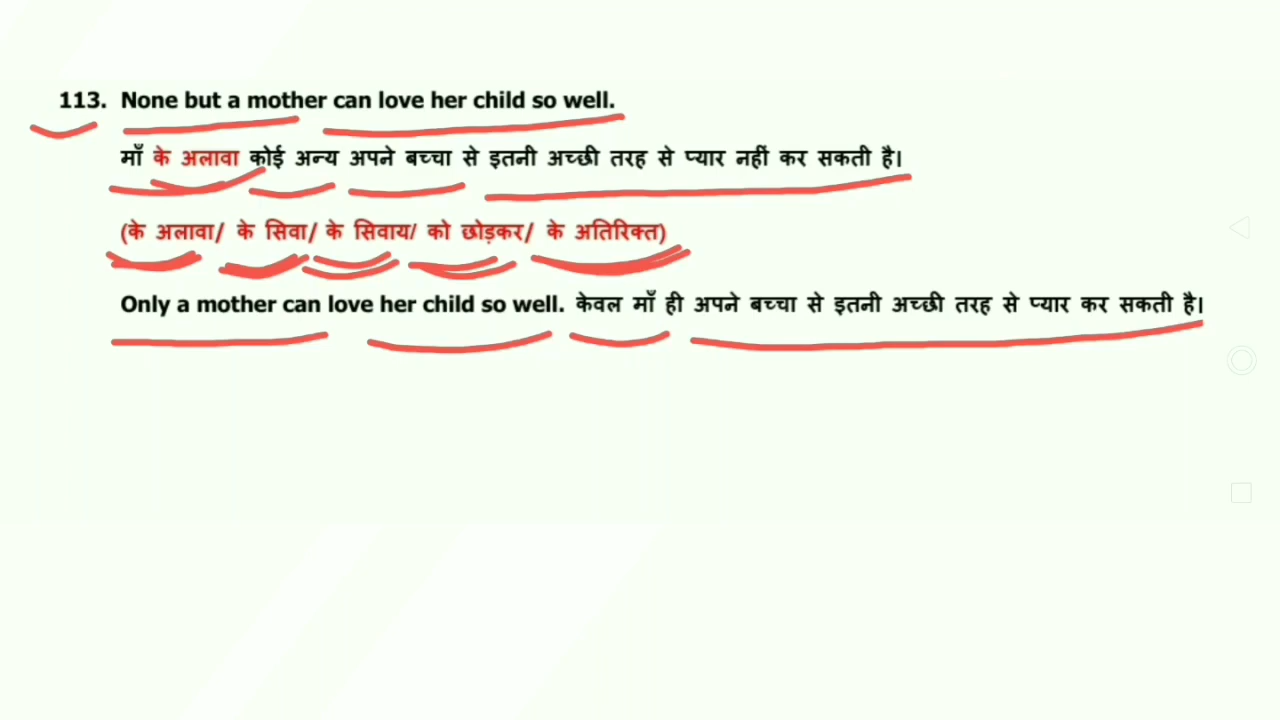 113. None but a mother can love her child so well.
माँ के अलावा कोई अन्य अपने बच्चा से इतनी अच्छी तरह से प्यार नहीं कर सकती है।
(के अलावा/ के सिवा/ के सिवाय/ को छोड़कर/ के अतिरिक्त)
Only a mother can love her child so well. केवल माँ ही अपने बच्चा से इतनी अच्छी तरह से प्यार कर सकती है।